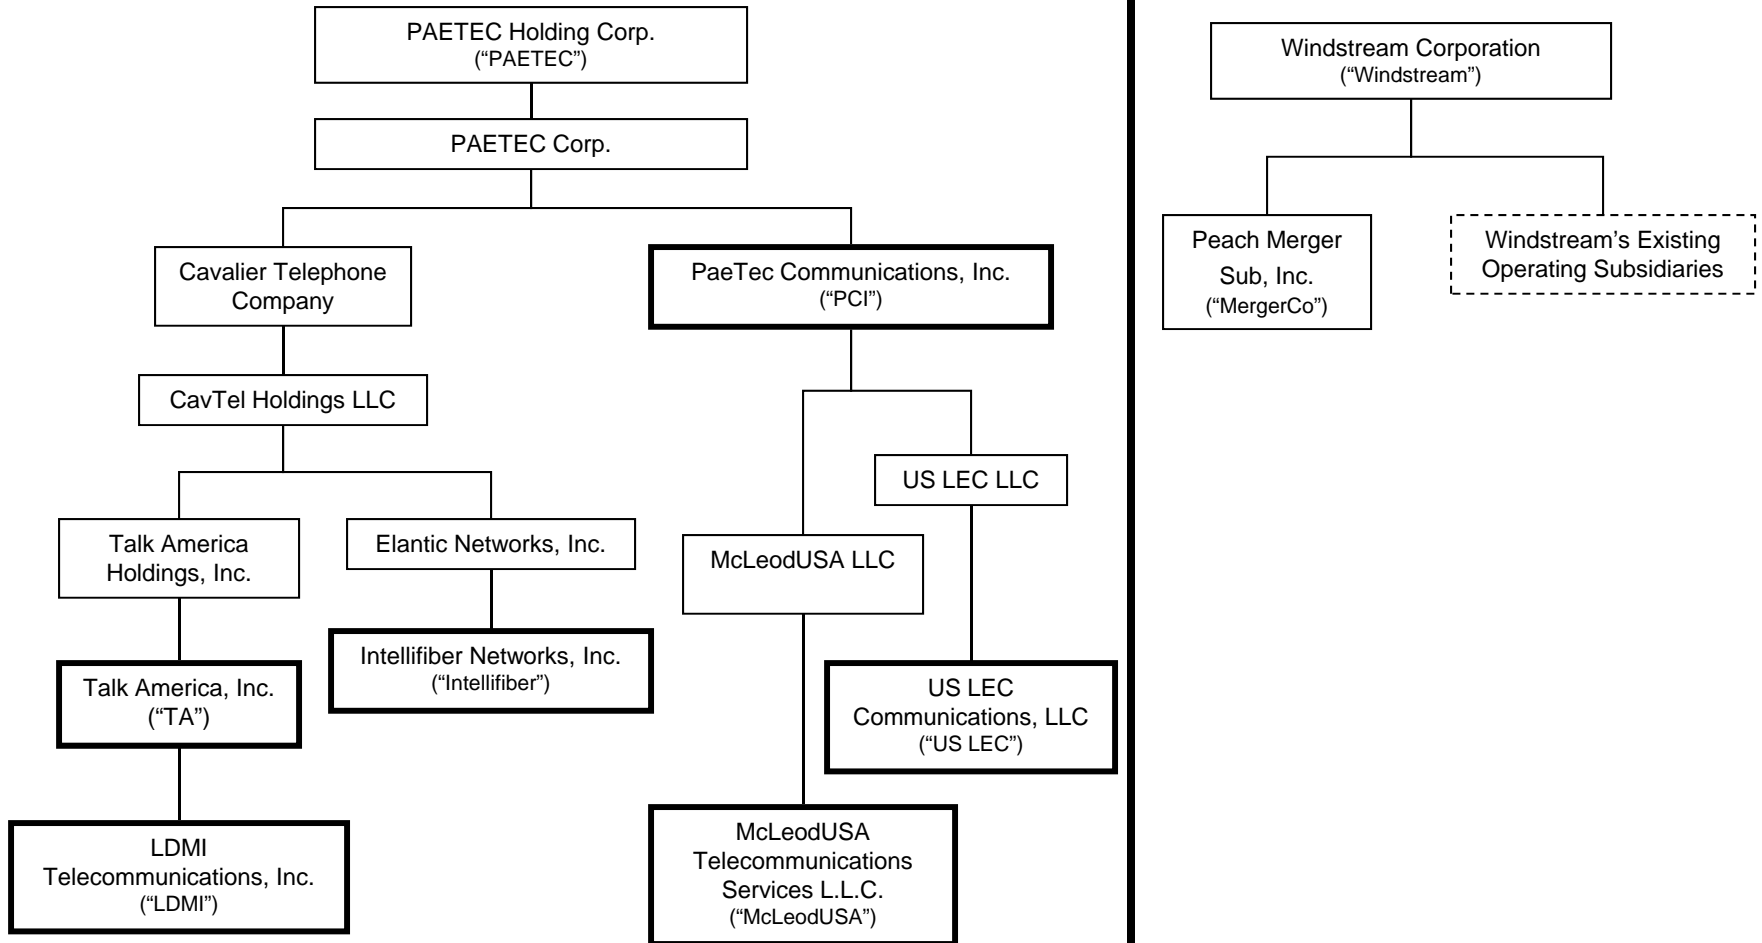 PAETEC Holding Corp.
(“PAETEC”)
PAETEC Corp.
Cavalier Telephone
Company
PaeTec Communications, Inc.
(“PCI”)
CavTel Holdings LLC
US LEC LLC
Talk America
Holdings, Inc.
Elantic Networks, Inc.
McLeodUSA LLC
Intellifiber Networks, Inc.
(“Intellifiber”)
Talk America, Inc.
(“TA”)
US LEC
Communications, LLC
(“US LEC”)
LDMI
Telecommunications, Inc.
(“LDMI”)
McLeodUSA
Telecommunications
Services L.L.C.
(“McLeodUSA”)
Windstream Corporation
(“Windstream”)
Peach Merger
Sub, Inc.
(“MergerCo”)
Windstream’s Existing
Operating Subsidiaries